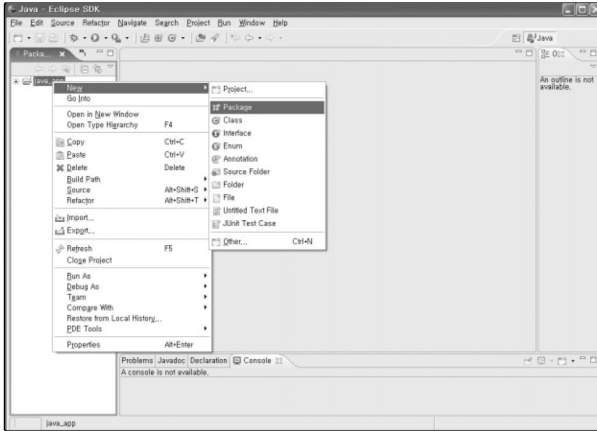 Java - Eclipse SDK
File Edit Source Refactor Navigate Search Project Run Window Help
Java
Packa...
java_app
An outline is not
available.
New
Go Into
Open in New Window
Open Type Hierarchy F4
Copy Ctrl+C
Paste Ctrl+V
Delete Delete
Build Path
Source Alt+Shift+S
Refactor Alt+Shift+T
Import...
Export...
Refresh F5
Close Project
Run As
Debug As
Team
Compare With
Restore from Local History...
PDE Tools
Properties Alt+Enter
Project...
Package
Class
Interface
Enum
Annotation
Source Folder
Folder
File
Untitled Text File
JUnit Test Case
Other... Ctrl+N
Problems Javadoc Declaration Console
A console is not available.
java_app